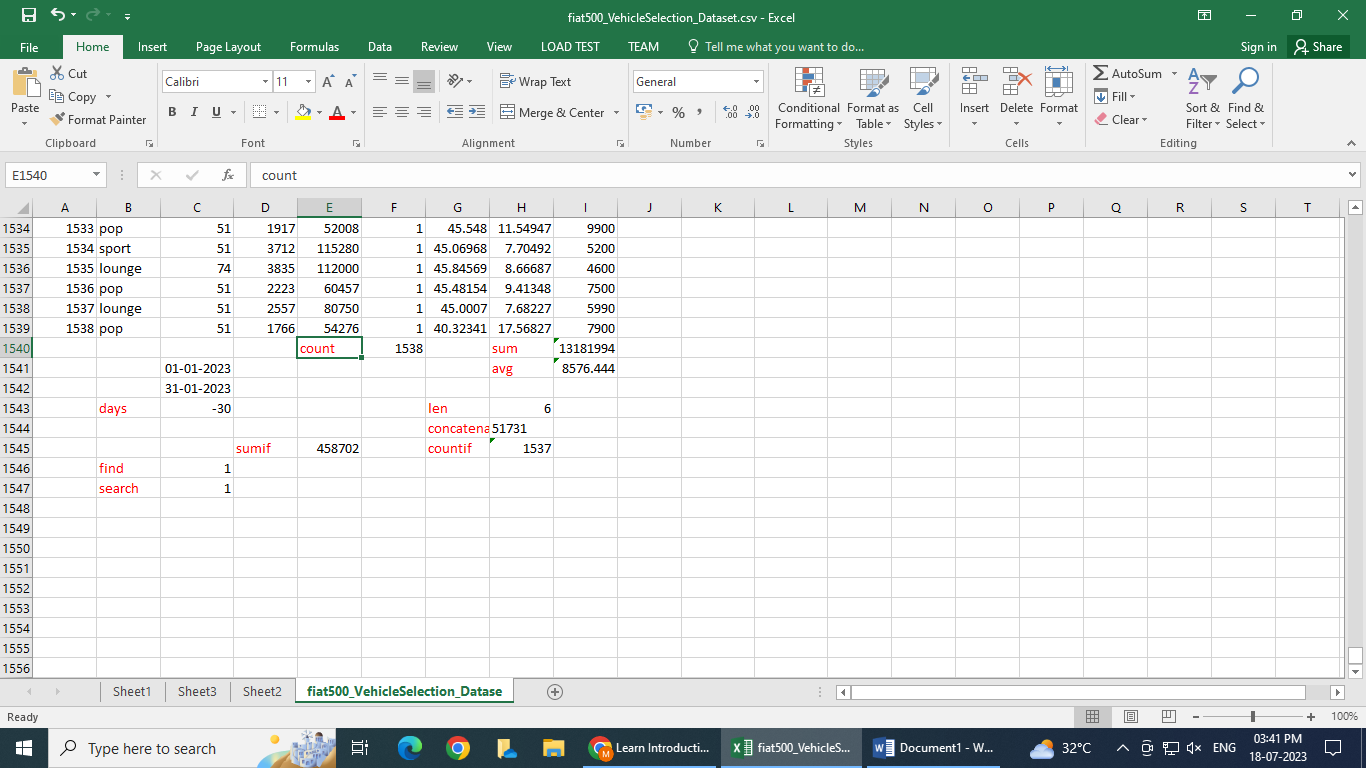 fiat500_VehicleSelection_Dataset.csv - Excel
File Home Insert Page Layout Formulas Data Review View LOAD TEST TEAM Tell me what you want to do... Sign in Share
Paste Cut Copy Format Painter
Calibri 11
B I U
Wrap Text
Merge & Center
General
Conditional Formatting Format as Table Cell Styles
Insert Delete Format
AutoSum Fill Clear
Sort & Filter Find & Select
Clipboard Font Alignment Number Styles Cells Editing
E1540 fx count
A B C D E F G H I J K L M N O P Q R S T
1534 1533 pop 51 1917 52008 1 45.548 11.54947 9900
1535 1534 sport 51 3712 115280 1 45.06968 7.70492 5200
1536 1535 lounge 74 3835 112000 1 45.84569 8.66687 4600
1537 1536 pop 51 2223 60457 1 45.48154 9.41348 7500
1538 1537 lounge 51 2557 80750 1 45.0007 7.68227 5990
1539 1538 pop 51 1766 54276 1 40.32341 17.56827 7900
1540 count 1538 sum 13181994
1541 01-01-2023 avg 8576.444
1542 31-01-2023
1543 days -30 len 6
1544 concatena 51731
1545 sumif 458702 countif 1537
1546 find 1
1547 search 1
1548
1549
1550
1551
1552
1553
1554
1555
1556
Sheet1 Sheet3 Sheet2 fiat500_VehicleSelection_Datase
Ready 100%
Type here to search Learn Introducti... fiat500_VehicleS... Document1 - W... 32°C ENG 03:41 PM
18-07-2023